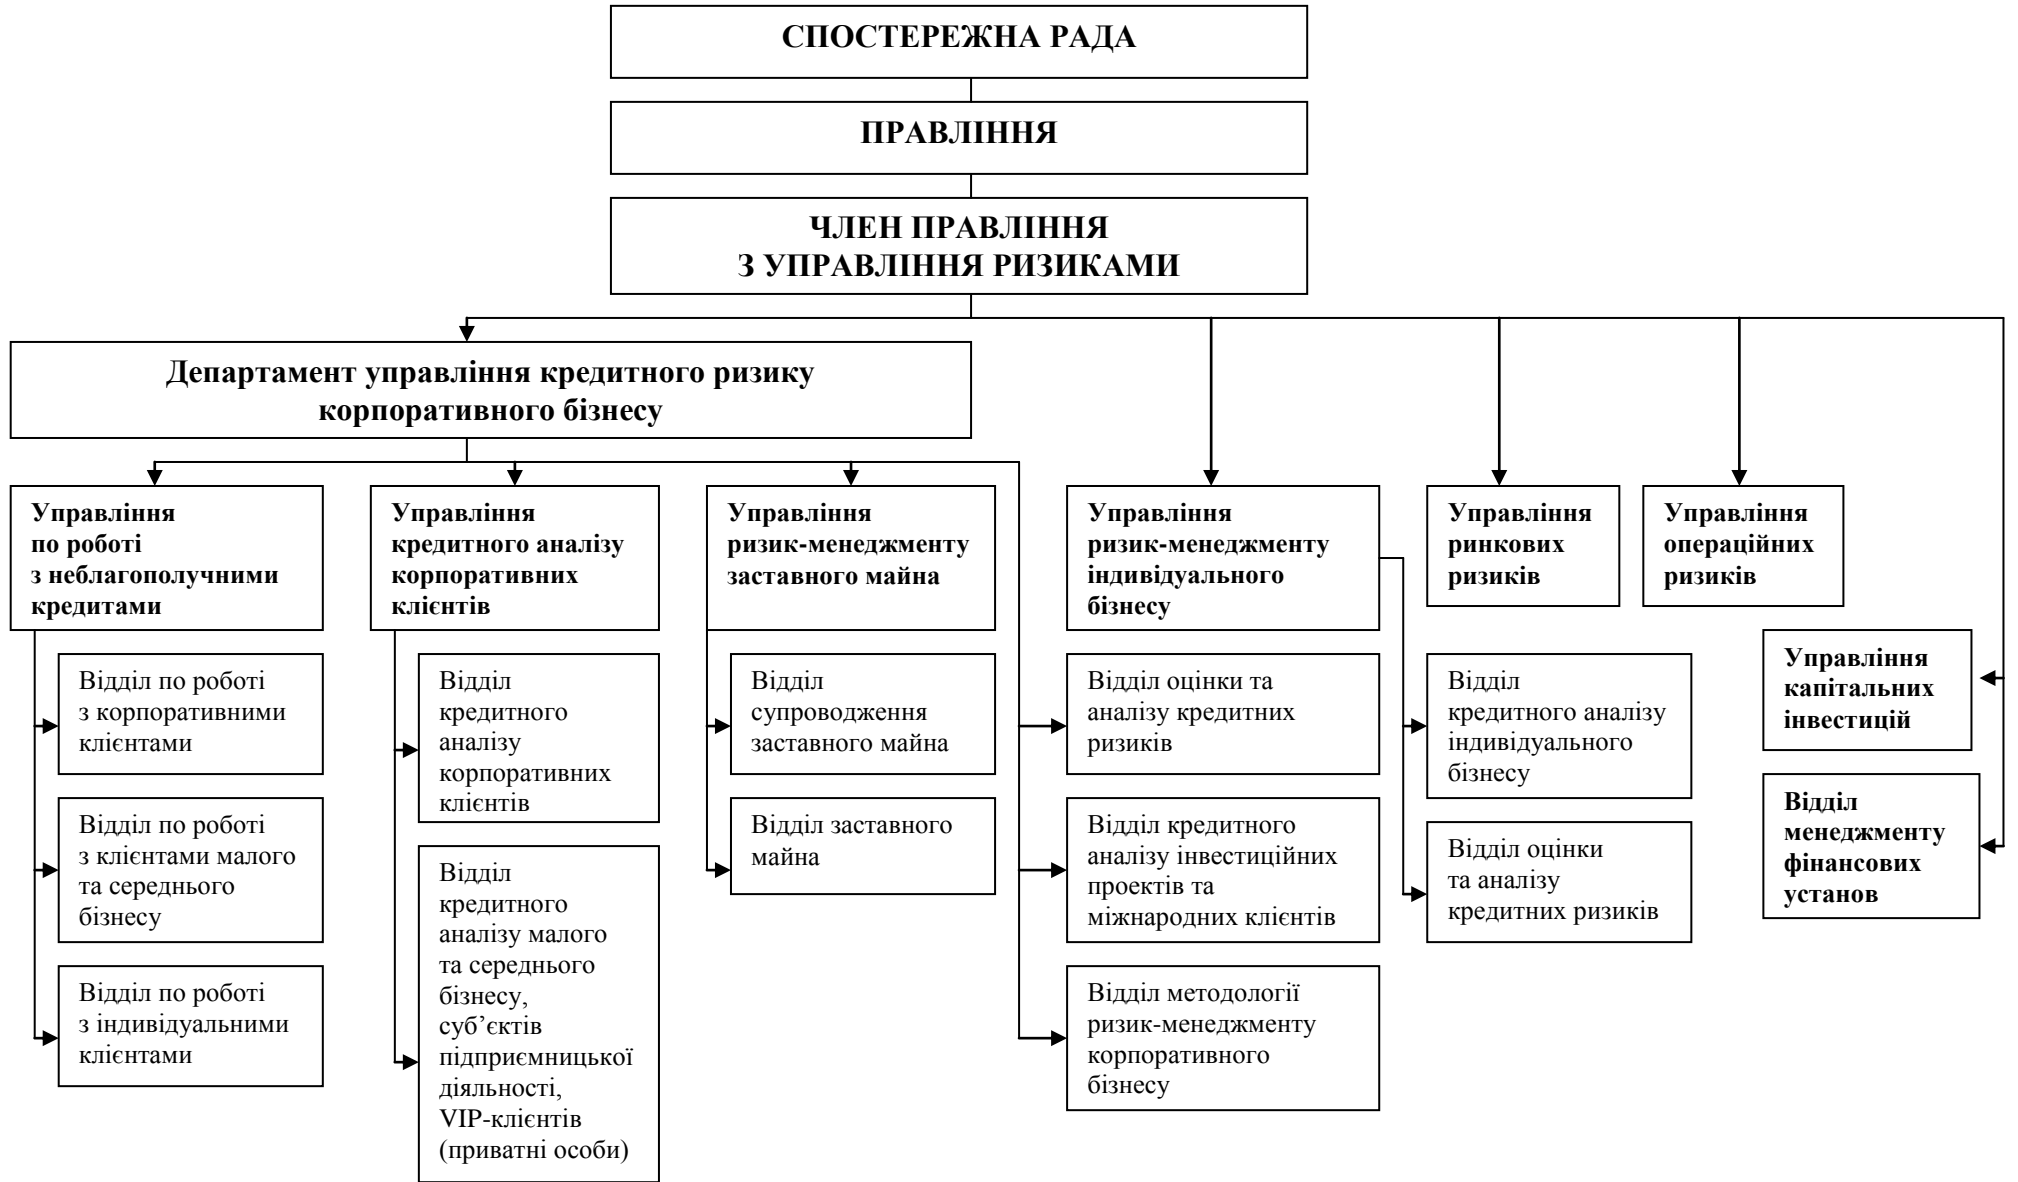 СПОСТЕРЕЖНА РАДА
ПРАВЛІННЯ
ЧЛЕН ПРАВЛІННЯ
З УПРАВЛІННЯ РИЗИКАМИ
Департамент управління кредитного ризику
корпоративного бізнесу
Управління
по роботі
з неблагополучними
кредитами
Управління
кредитного аналізу
корпоративних
клієнтів
Управління
ризик-менеджменту
заставного майна
Управління
ризик-менеджменту
індивідуального
бізнесу
Управління
ринкових
ризиків
Управління
операційних
ризиків
Відділ по роботі
з корпоративними
клієнтами
Відділ по роботі
з клієнтами малого
та середнього
бізнесу
Відділ по роботі
з індивідуальними
клієнтами
Відділ
кредитного
аналізу
корпоративних
клієнтів
Відділ
кредитного
аналізу малого
та середнього
бізнесу,
суб’єктів
підприємницької
діяльності,
VIP-клієнтів
(приватні особи)
Відділ
супроводження
заставного майна
Відділ заставного
майна
Відділ оцінки та
аналізу кредитних
ризиків
Відділ кредитного
аналізу інвестиційних
проектів та
міжнародних клієнтів
Відділ методології
ризик-менеджменту
корпоративного
бізнесу
Відділ
кредитного аналізу
індивідуального
бізнесу
Відділ оцінки
та аналізу
кредитних ризиків
Управління
капітальних
інвестицій
Відділ
менеджменту
фінансових
установ